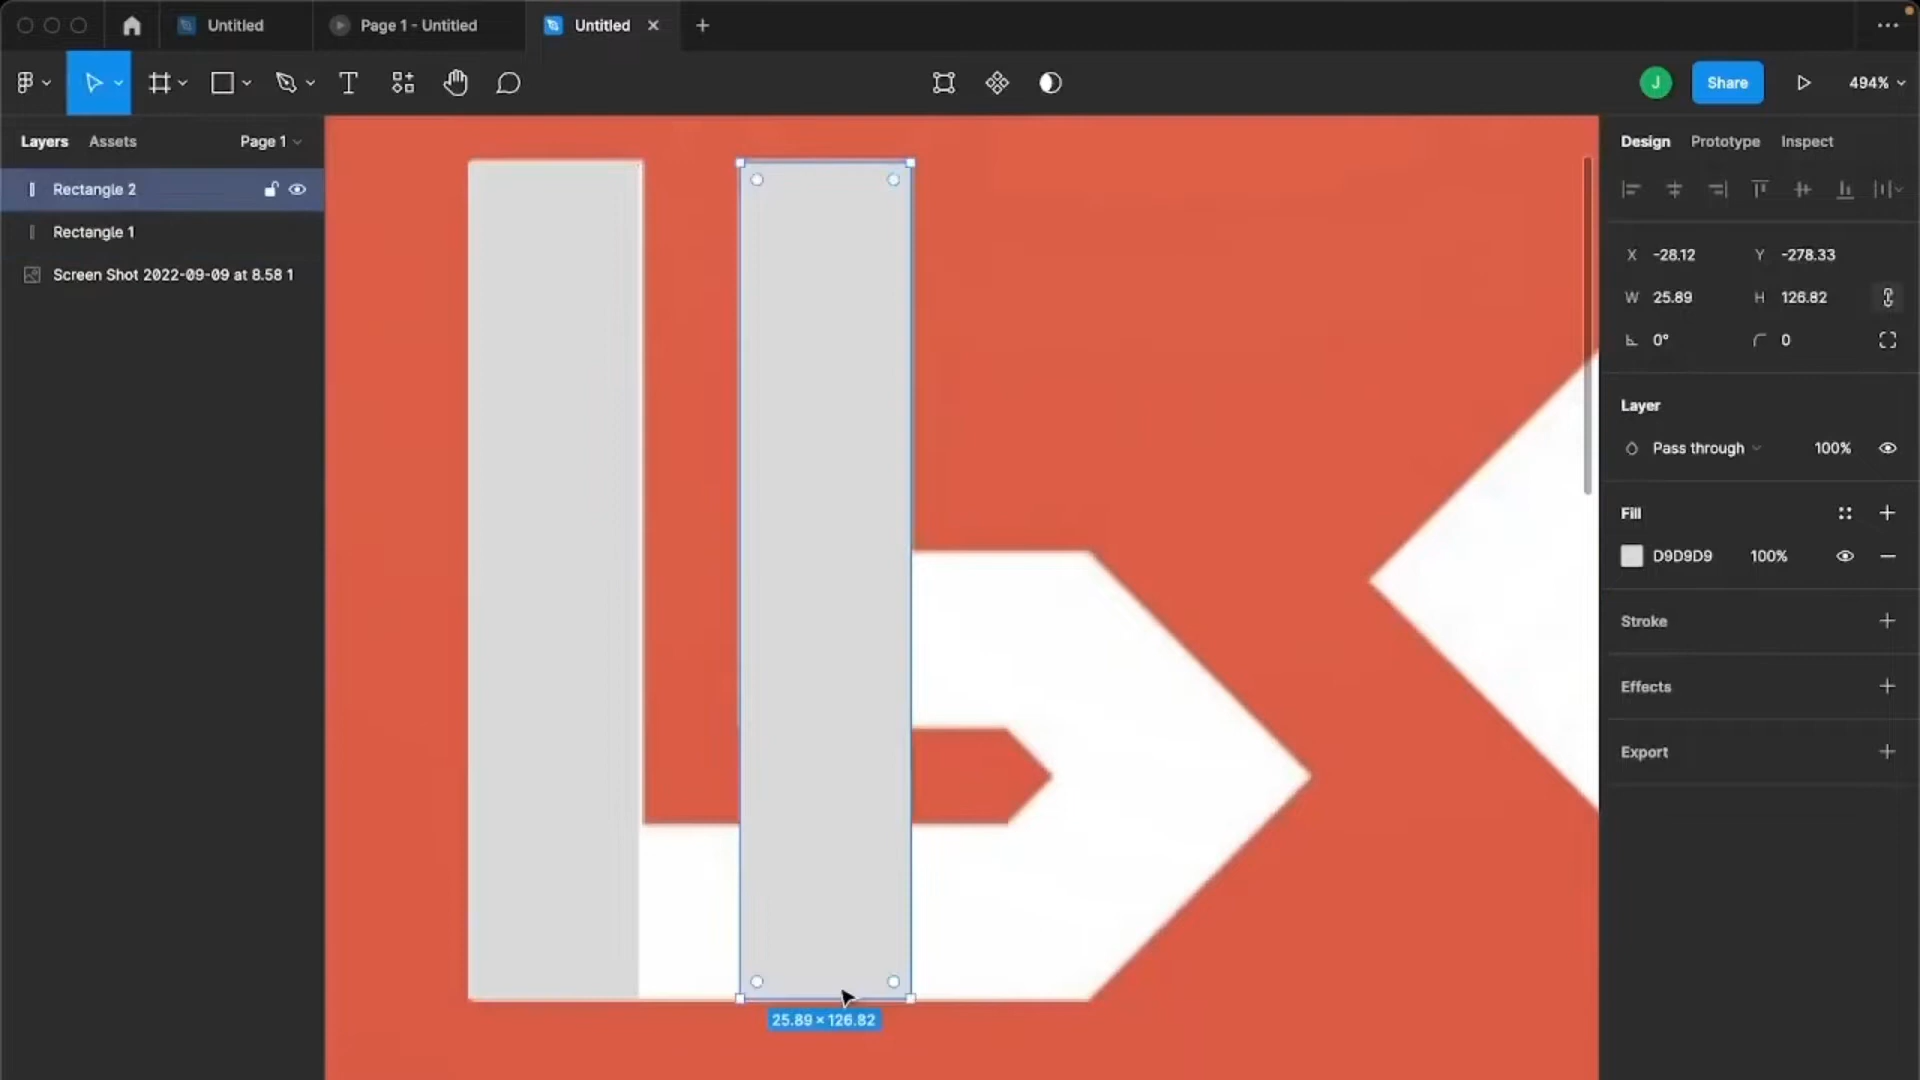 Untitled
Page 1 - Untitled
Untitled
J
Share
494%
Layers
Assets
Page 1
Design
Prototype
Inspect
Rectangle 2
Rectangle 1
Screen Shot 2022-09-09 at 8.58 1
X -28.12
Y -278.33
W 25.89
H 126.82
0°
0
Layer
Pass through
100%
Fill
D9D9D9
100%
Stroke
Effects
Export
25.89 × 126.82